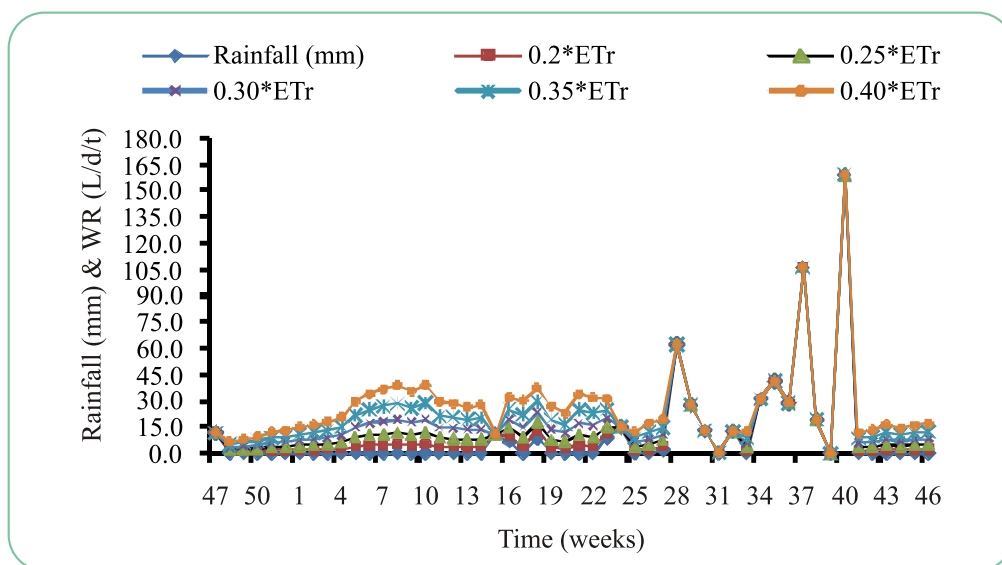 Rainfall (mm) 0.2*ETr 0.25*ETr
0.30*ETr 0.35*ETr 0.40*ETr
Rainfall (mm) & WR (L/d/t)
180.0
165.0
150.0
135.0
120.0
105.0
90.0
75.0
60.0
45.0
30.0
15.0
0.0
47 50 1 4 7 10 13 16 19 22 25 28 31 34 37 40 43 46
Time (weeks)